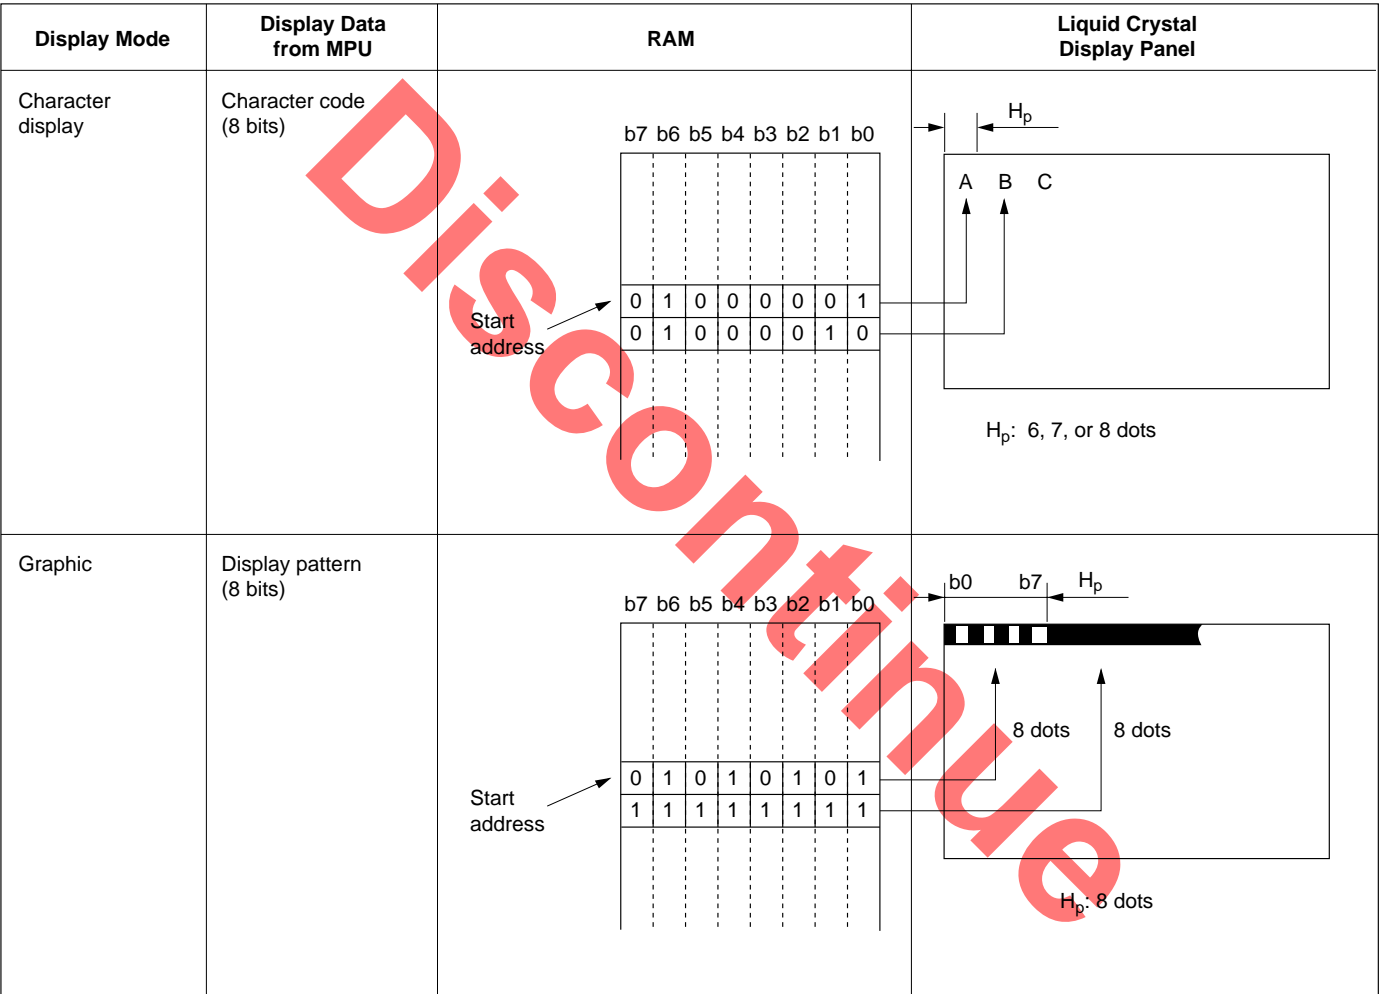 Display Mode
Display Data
from MPU
RAM
Liquid Crystal
Display Panel
Character
display
Character code
(8 bits)
b7 b6 b5 b4 b3 b2 b1 b0
0 1 0 0 0 0 0 1
0 1 0 0 0 0 1 0
Start
address
Hp
A B C
Hp: 6, 7, or 8 dots
Graphic
Display pattern
(8 bits)
b7 b6 b5 b4 b3 b2 b1 b0
0 1 0 1 0 1 0 1
1 1 1 1 1 1 1 1
Start
address
b0 b7 Hp
8 dots 8 dots
Hp: 8 dots
Discontinue